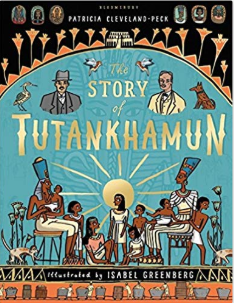 BLOOMSBURY
PATRICIA CLEVELAND-PECK
The
STORY
of
TUTANKHAMUN
Illustrated by ISABEL GREENBERG